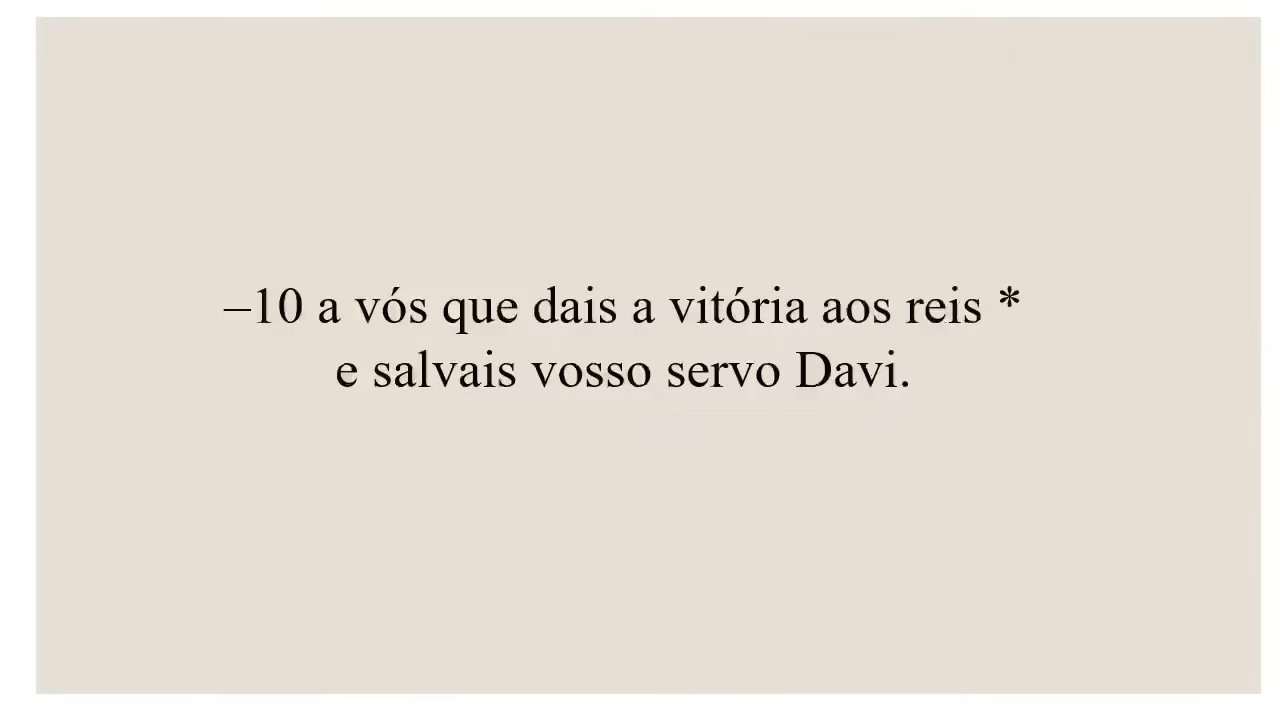 –10 a vós que dais a vitória aos reis *
e salvais vosso servo Davi.